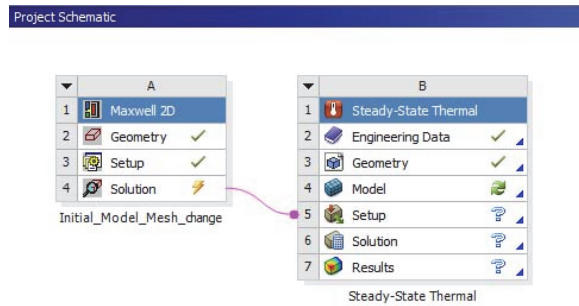 Project Schematic
A
1 Maxwell 2D
2 Geometry
3 Setup
4 Solution
Initial_Model_Mesh_change
B
1 Steady-State Thermal
2 Engineering Data
3 Geometry
4 Model
5 Setup
6 Solution
7 Results
Steady-State Thermal